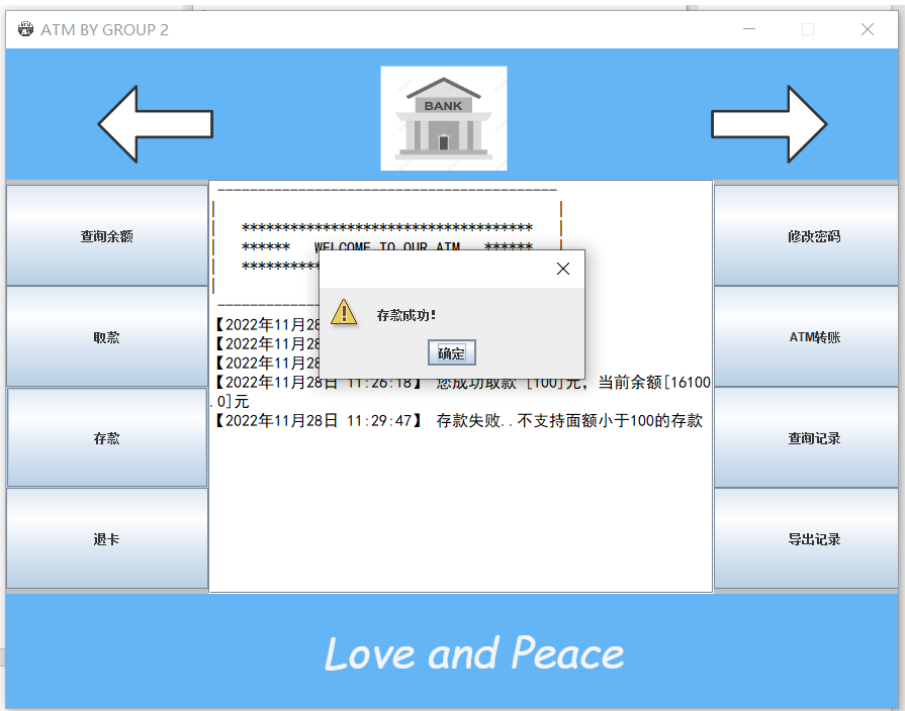 ATM BY GROUP 2
BANK
查询余额
取款
存款
退卡
-------------------------------------------
************************************
****** WELCOME TO OUR ATM ******
【2022年11月28
【2022年11月28
【2022年11月28
【2022年11月28日 11:26:18】 您成功取款 [100]元, 当前余额[16100
.0]元
【2022年11月28日 11:29:47】 存款失败..不支持面额小于100的存款
存款成功!
确定
修改密码
ATM转账
查询记录
导出记录
Love and Peace